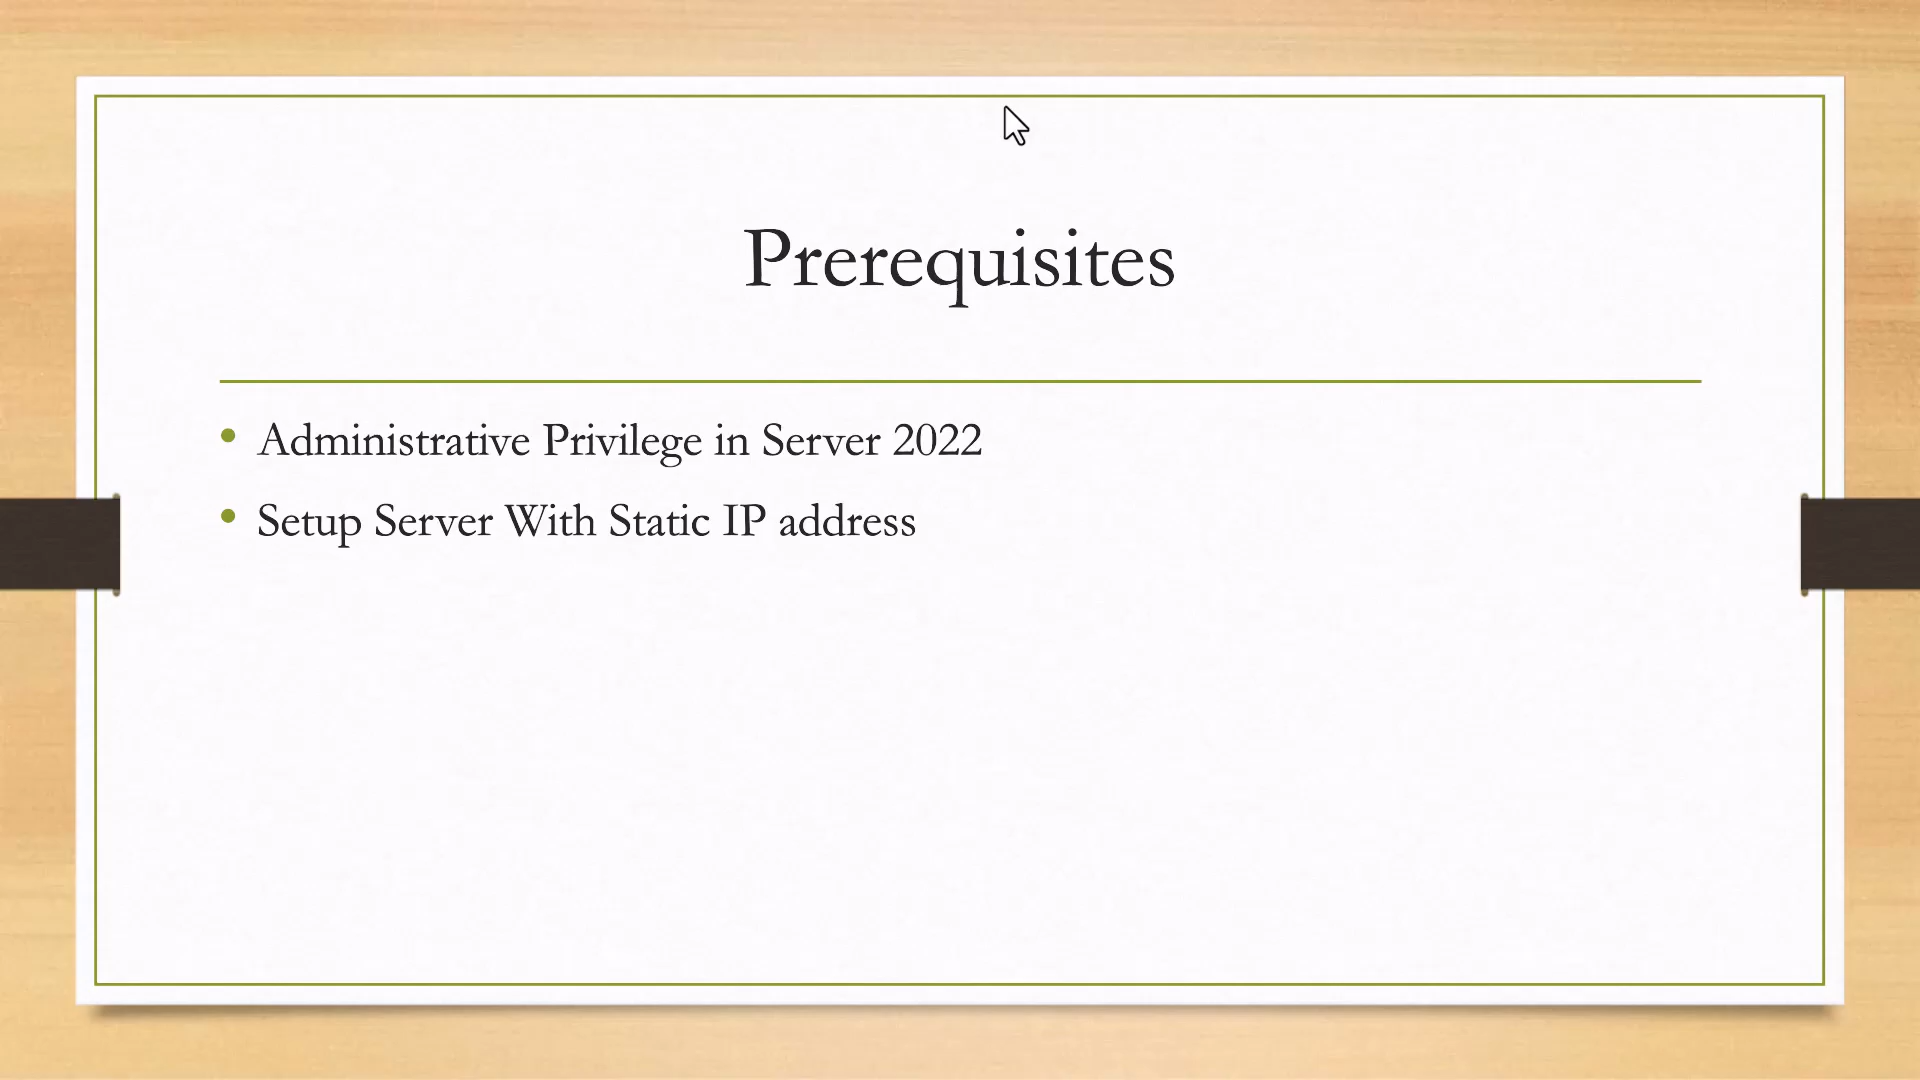 Prerequisites
• Administrative Privilege in Server 2022
• Setup Server With Static IP address